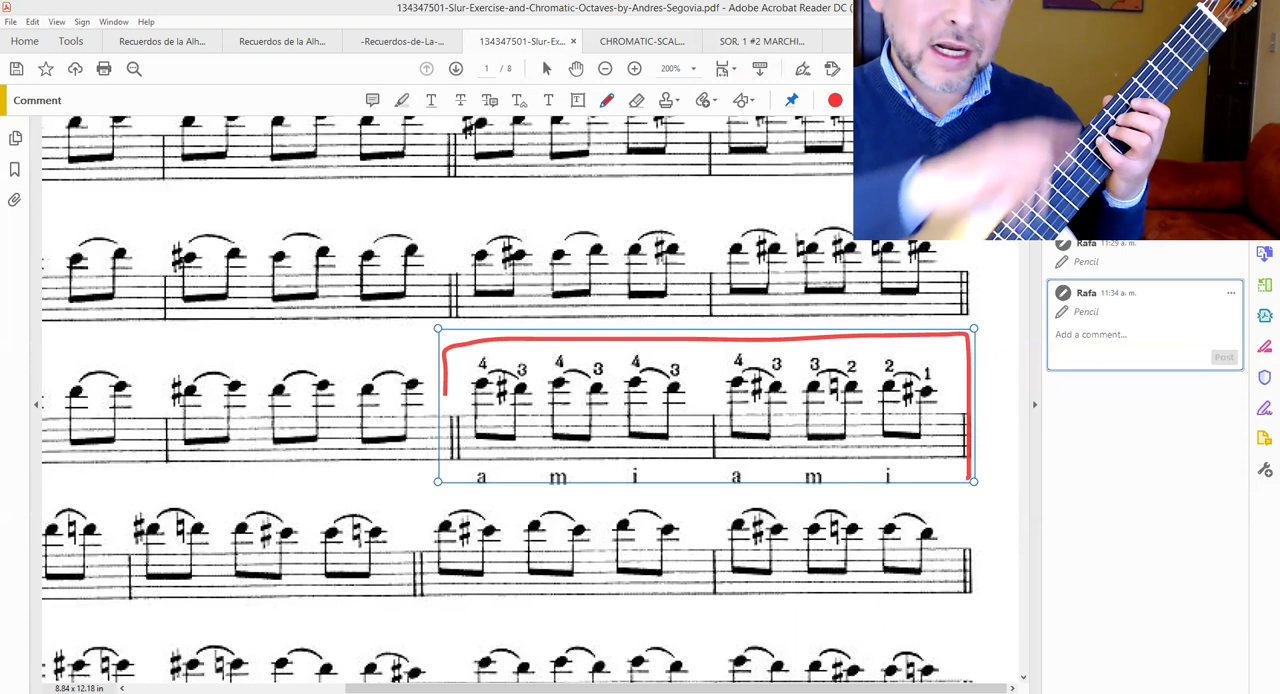 134347501-Slur-Exercise-and-Chromatic-Octaves-by-Andres-Segovia.pdf - Adobe Acrobat Reader DC (
File Edit View Sign Window Help
Home Tools Recuerdos de la Alh... Recuerdos de la Alh... -Recuerdos-de-La-... 134347501-Slur-Ex... × CHROMATIC-SCAL... SOR, 1 #2 MARCHI...
1 / 8 200%
Comment
Rafa 11:29 a. m.
Pencil
Rafa 11:34 a. m. ...
Pencil
Add a comment...
Post
4 3 4 3 4 3 4 3 3 2 2 1
a m i a m i
8.84 x 12.18 in